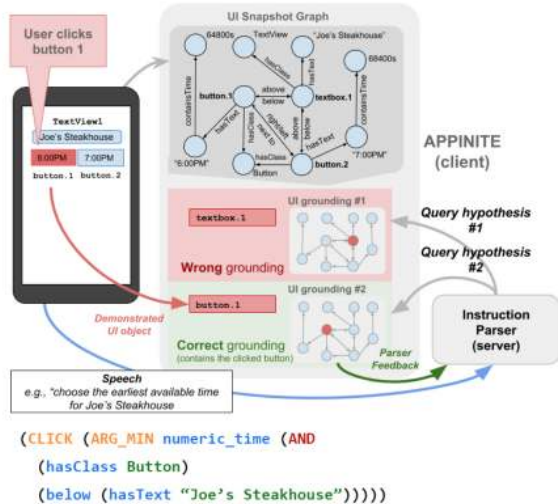 User clicks
button 1
TextView1
Joe's Steakhouse
6:00PM
7:00PM
button.1
button.2
UI Snapshot Graph
64800s
TextView
"Joe's Steakhouse"
68400s
hasClass
hasText
containsTime
containsTime
button.1
above
below
textbox.1
hasText
hasClass
right/left
next to
above
below
hasText
"6:00PM"
hasClass
Button
button.2
"7:00PM"
APPINITE
(client)
UI grounding #1
textbox.1
Wrong grounding
Query hypothesis
#1
Query hypothesis
#2
UI grounding #2
button.1
Demonstrated
UI object
Correct grounding
(contains the clicked button)
Parser
Feedback
Instruction
Parser
(server)
Speech
e.g., "choose the earliest available time
for Joe's Steakhouse
(CLICK (ARG_MIN numeric_time (AND
(hasClass Button)
(below (hasText "Joe's Steakhouse")))))